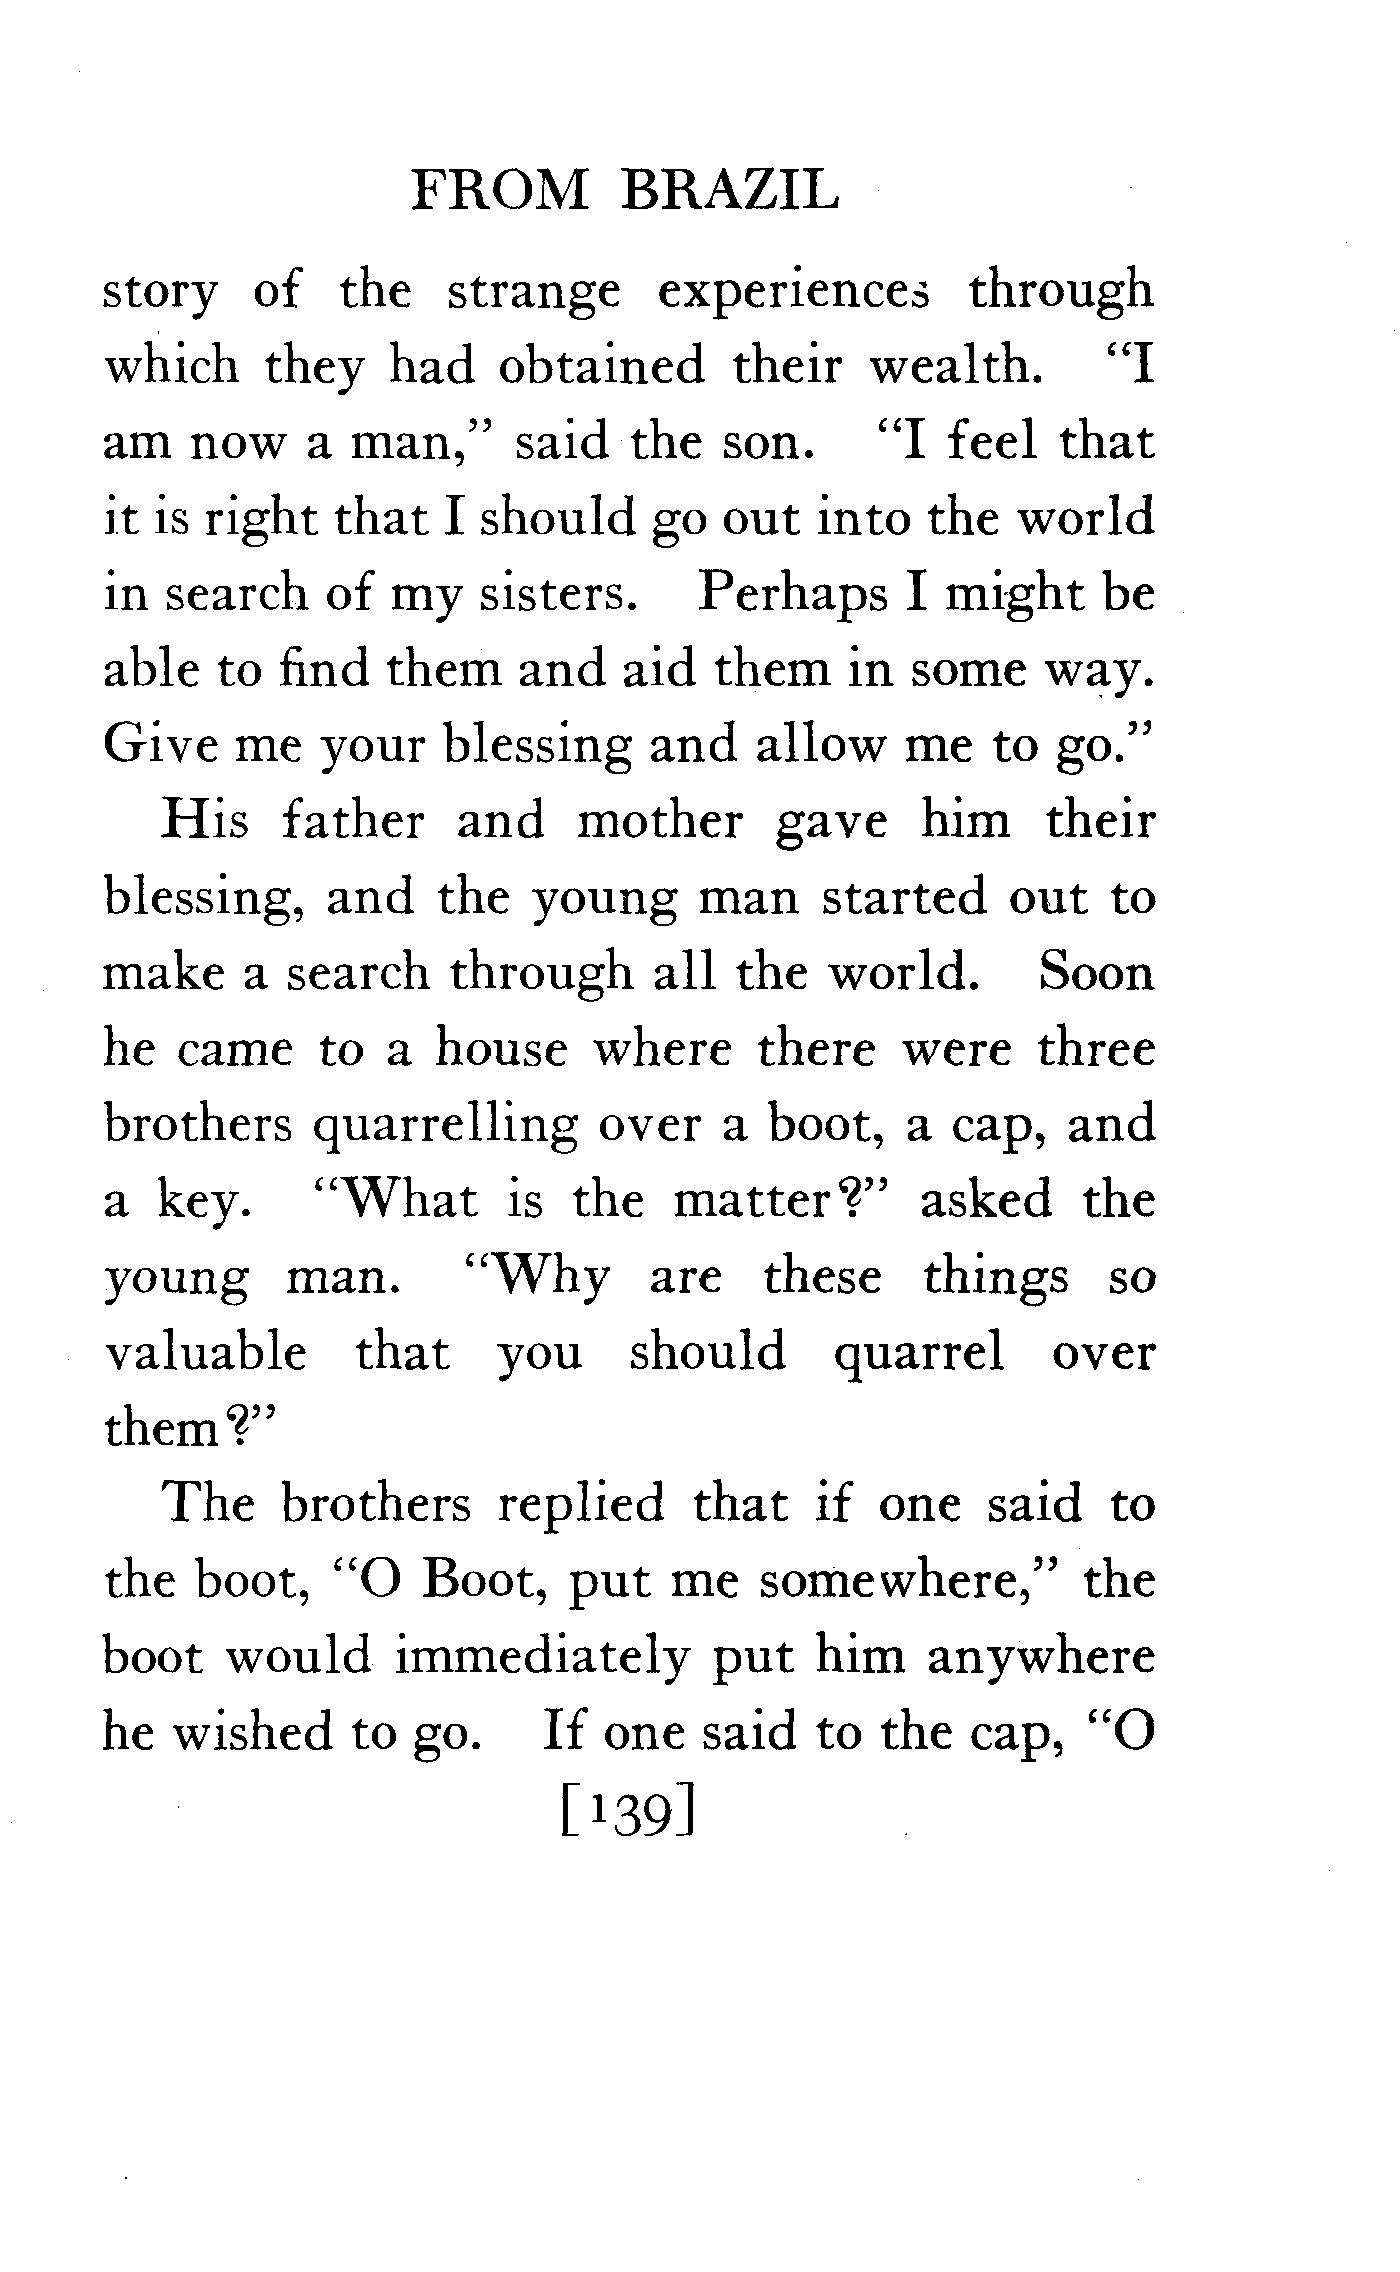 FROM BRAZIL
story of the strange experiences through
which they had obtained their wealth. "I
am now a man," said the son. "I feel that
it is right that I should go out into the world
in search of my sisters. Perhaps I might be
able to find them and aid them in some way.
Give me your blessing and allow me to go."
His father and mother gave him their
blessing, and the young man started out to
make a search through all the world. Soon
he came to a house where there were three
brothers quarrelling over a boot, a cap, and
a key. "What is the matter?" asked the
young man. "Why are these things so
valuable that you should quarrel over
them?"
The brothers replied that if one said to
the boot, "O Boot, put me somewhere," the
boot would immediately put him anywhere
he wished to go. If one said to the cap, "O
[139]